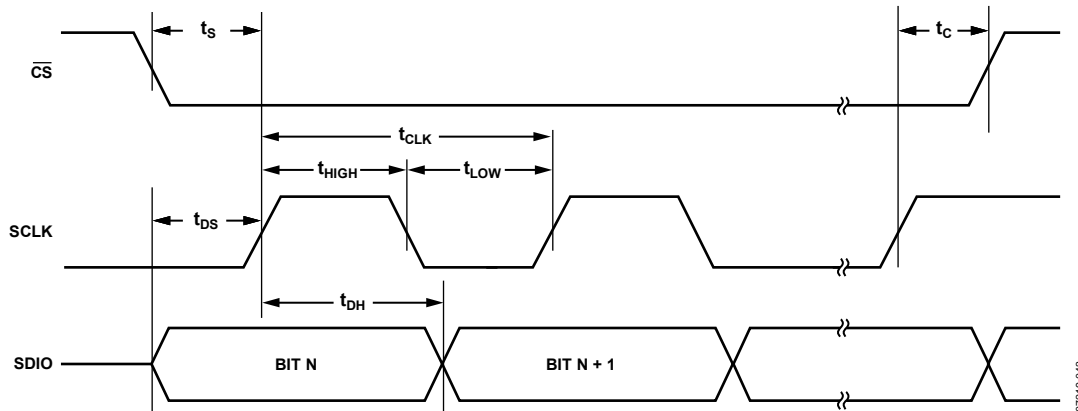 tS
tC
CS
tCLK
tHIGH
tLOW
tDS
SCLK
tDH
SDIO
BIT N
BIT N + 1